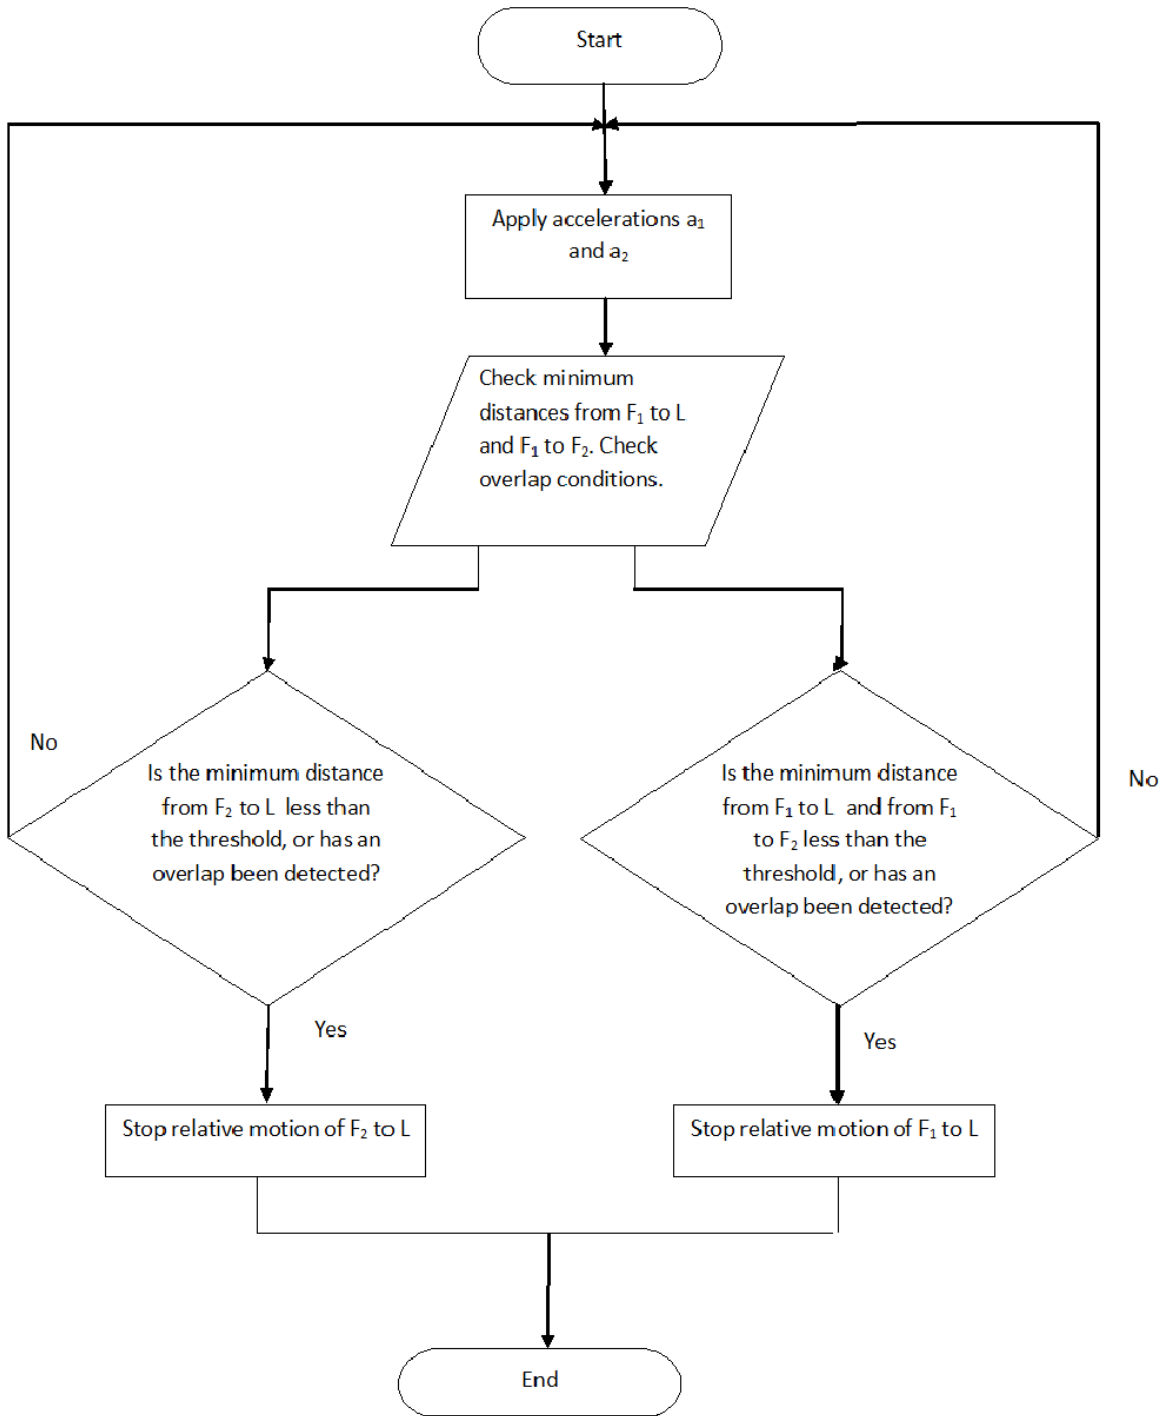 Start
Apply accelerations a₁
and a₂
Check minimum
distances from F₁ to L
and F₁ to F₂. Check
overlap conditions.
No
Is the minimum distance
from F₂ to L less than
the threshold, or has an
overlap been detected?
Is the minimum distance
from F₁ to L and from F₁
to F₂ less than the
threshold, or has an
overlap been detected?
No
Yes
Yes
Stop relative motion of F₂ to L
Stop relative motion of F₁ to L
End